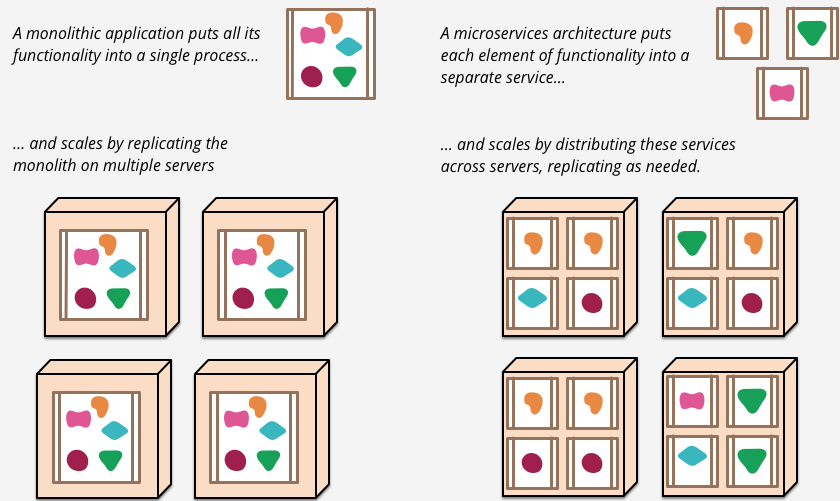 A monolithic application puts all its
functionality into a single process...
... and scales by replicating the
monolith on multiple servers
A microservices architecture puts
each element of functionality into a
separate service...
... and scales by distributing these services
across servers, replicating as needed.